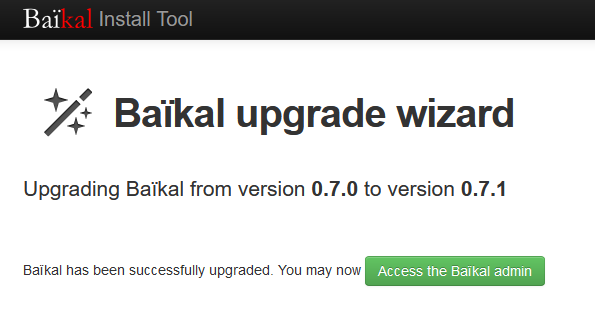 Baïkal Install Tool
Baïkal upgrade wizard
Upgrading Baïkal from version 0.7.0 to version 0.7.1
Baïkal has been successfully upgraded. You may now Access the Baïkal admin